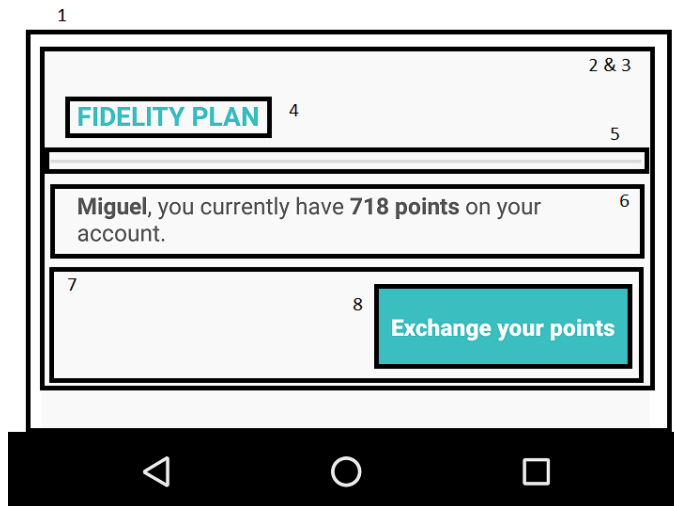 1
2 & 3
FIDELITY PLAN
4
5
Miguel, you currently have 718 points on your
account.
6
7
8
Exchange your points